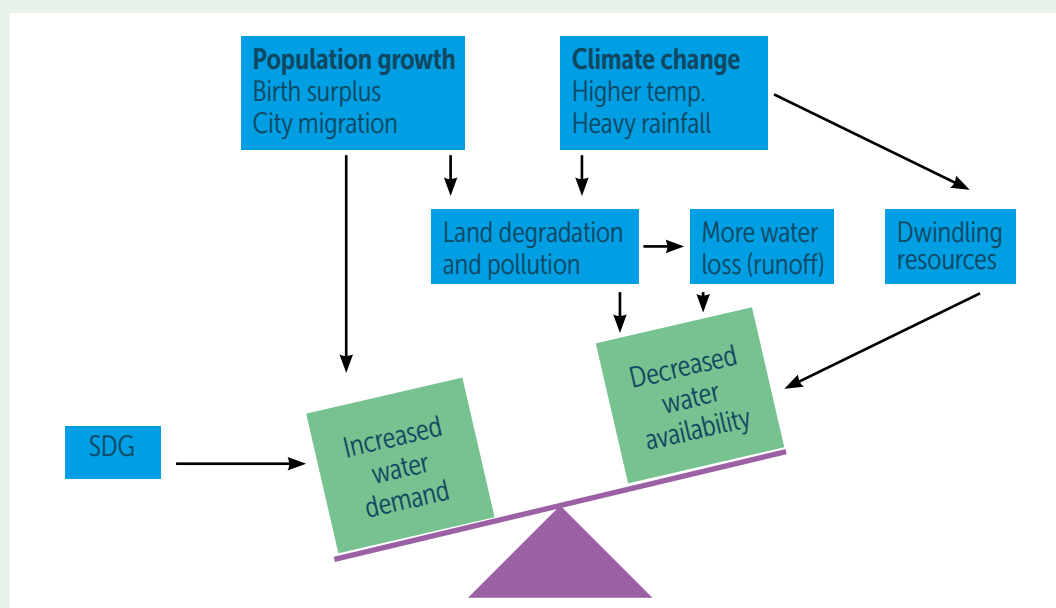 Population growth
Birth surplus
City migration
Climate change
Higher temp.
Heavy rainfall
Land degradation
and pollution
More water
loss (runoff)
Dwindling
resources
Decreased
water
availability
SDG
Increased
water
demand